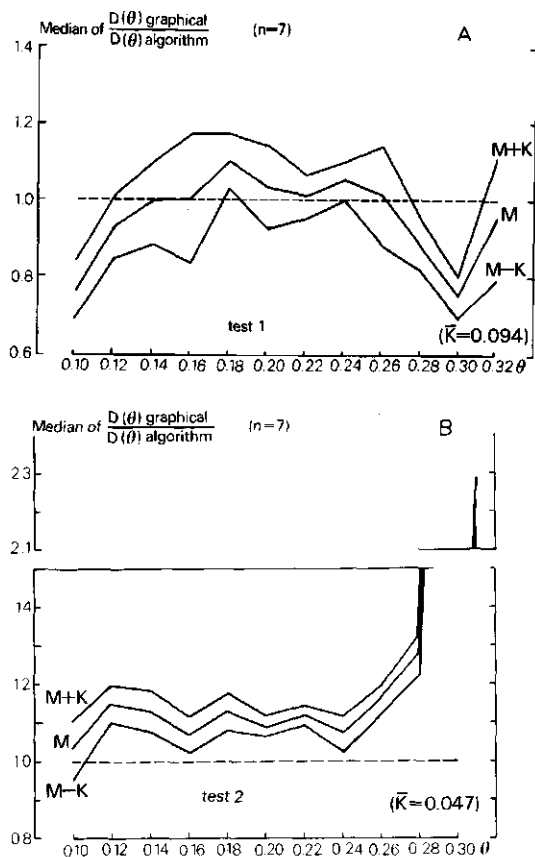 Median of D(θ) graphical / D(θ) algorithm (n=7) A
1.4
1.2
1.0
0.8
0.6
M+K
M
M−K
test 1
(K̄=0.094)
0.10 0.12 0.14 0.16 0.18 0.20 0.22 0.24 0.26 0.28 0.30 0.32 θ
Median of D(θ) graphical / D(θ) algorithm (n=7) B
2.3
2.1
1.4
1.2
1.0
0.8
M+K
M
M−K
test 2
(K̄=0.047)
0.10 0.12 0.14 0.16 0.18 0.20 0.22 0.24 0.26 0.28 0.30 θ